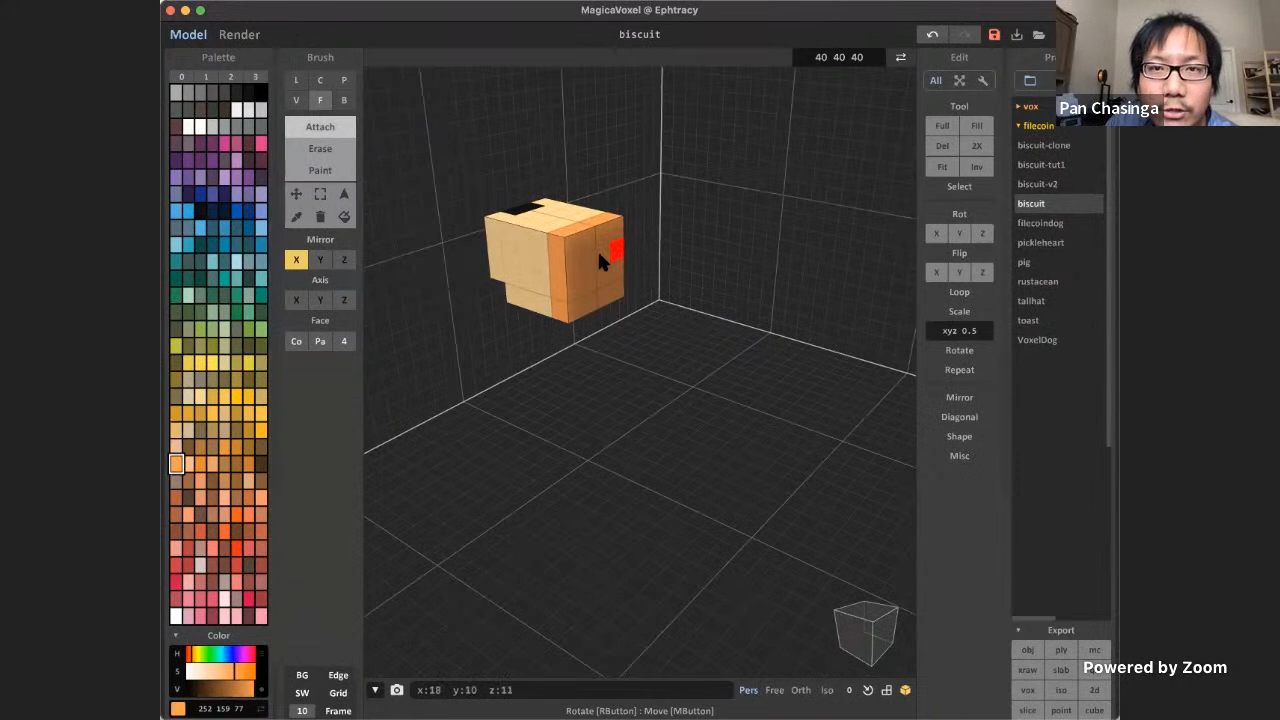 MagicaVoxel @ Ephtracy
Model Render
biscuit
Palette
0 1 2 3
Color
H
S
V
252 159 77
Brush
L C P
V F B
Attach
Erase
Paint
Mirror
X Y Z
Axis
X Y Z
Face
Co Pa 4
BG Edge
SW Grid
10 Frame
40 40 40
x:18 y:10 z:11
Pers Free Orth Iso 0
Rotate [RButton] : Move [MButton]
Edit
All
Tool
Full Fill
Del 2X
Fit Inv
Select
Rot
X Y Z
Flip
X Y Z
Loop
Scale
xyz 0.5
Rotate
Repeat
Mirror
Diagonal
Shape
Misc
Pr
vox
filecoin
biscuit-clone
biscuit-tut1
biscuit-v2
biscuit
filecoindog
pickleheart
pig
rustacean
tallhat
toast
VoxelDog
Export
obj ply mc
xraw slab
vox iso 2d
slice point cube
Pan Chasinga
Powered by Zoom